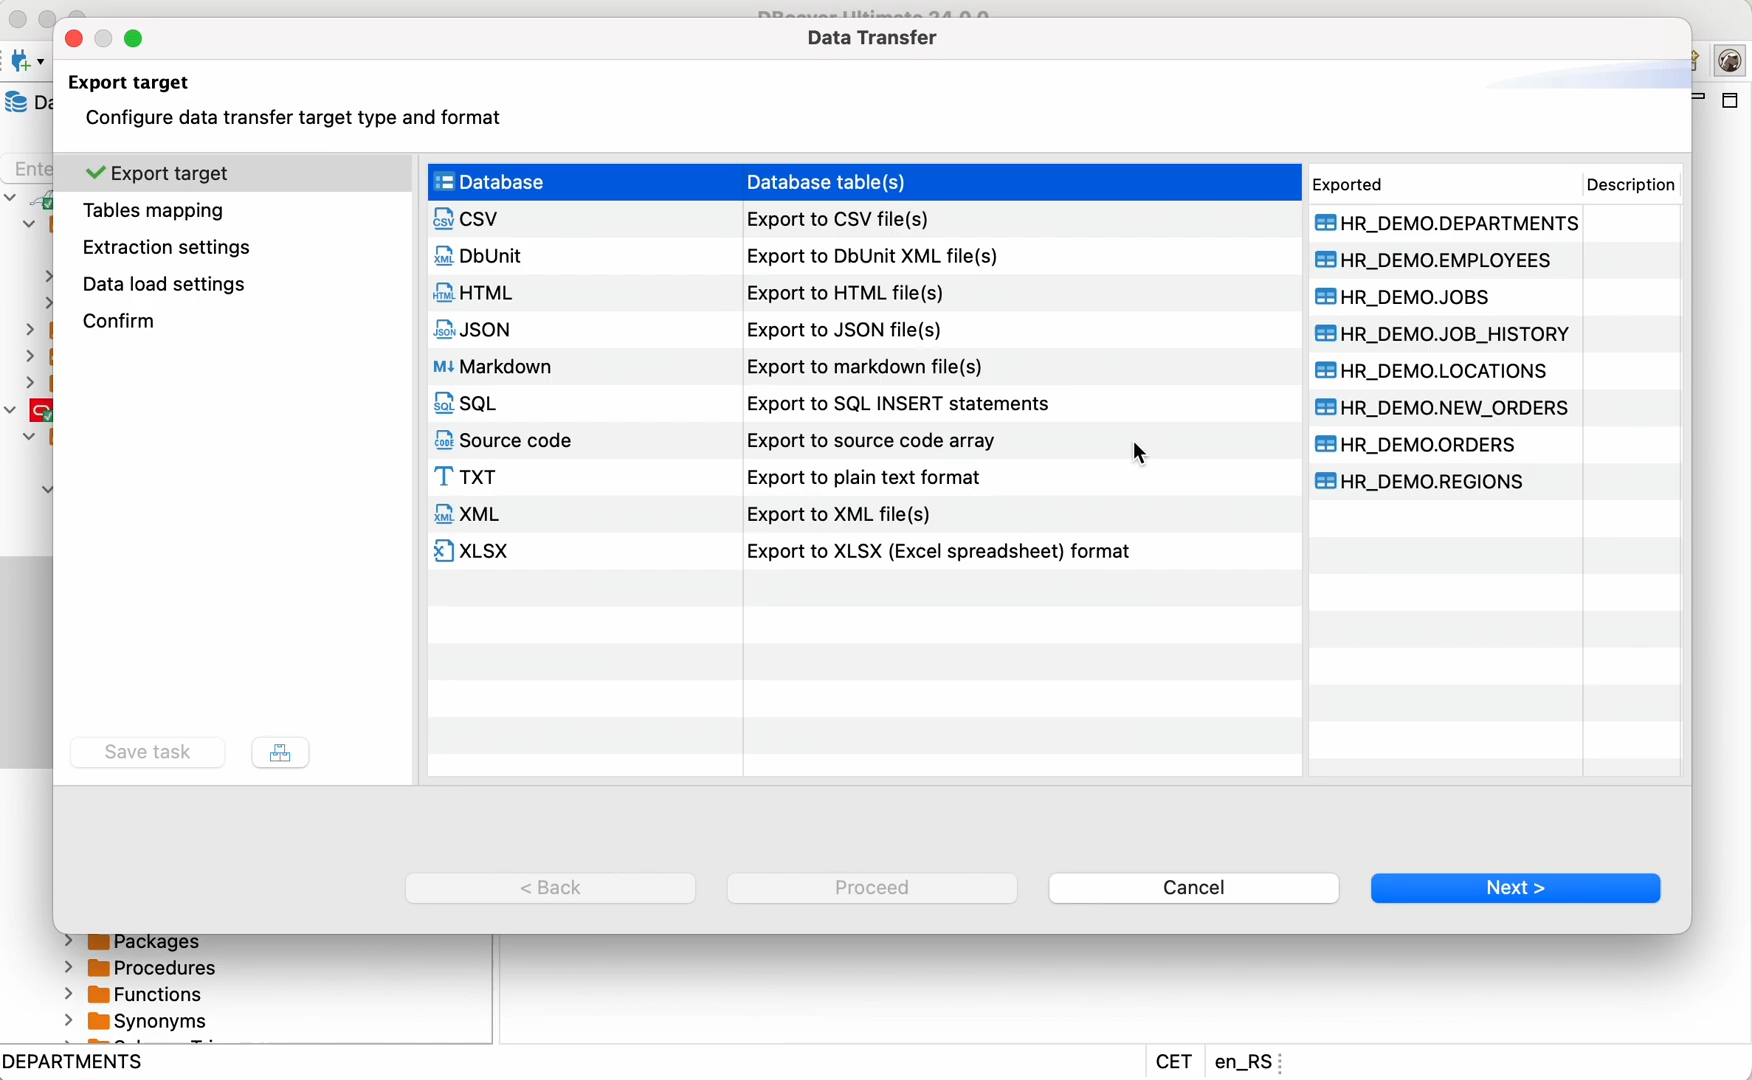 Data Transfer
Export target
Configure data transfer target type and format
Export target
Tables mapping
Extraction settings
Data load settings
Confirm
Database Database table(s)
CSV Export to CSV file(s)
DbUnit Export to DbUnit XML file(s)
HTML Export to HTML file(s)
JSON Export to JSON file(s)
Markdown Export to markdown file(s)
SQL Export to SQL INSERT statements
Source code Export to source code array
TXT Export to plain text format
XML Export to XML file(s)
XLSX Export to XLSX (Excel spreadsheet) format
Exported Description
HR_DEMO.DEPARTMENTS
HR_DEMO.EMPLOYEES
HR_DEMO.JOBS
HR_DEMO.JOB_HISTORY
HR_DEMO.LOCATIONS
HR_DEMO.NEW_ORDERS
HR_DEMO.ORDERS
HR_DEMO.REGIONS
Save task
< Back Proceed Cancel Next >
Packages
Procedures
Functions
Synonyms
DEPARTMENTS CET en_RS